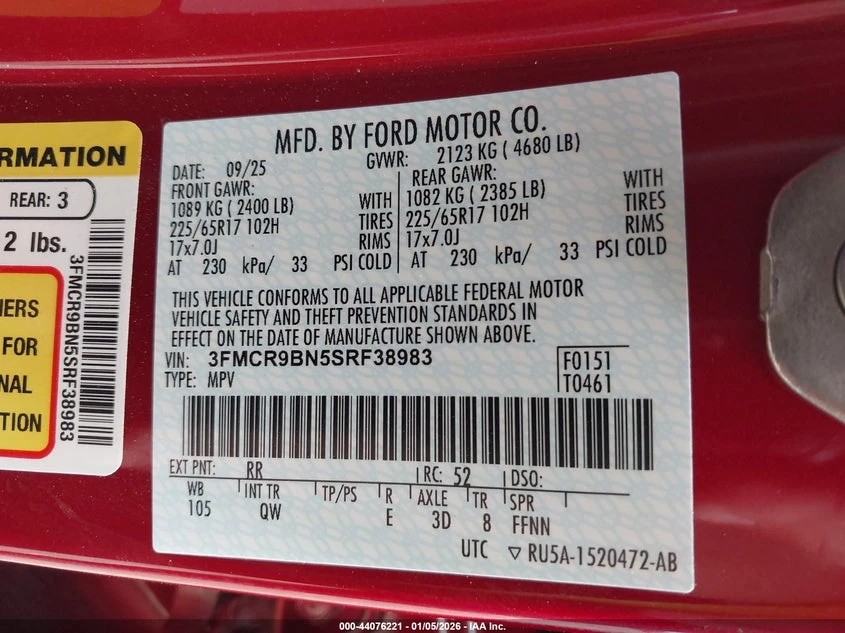 RMATION
REAR: 3
2 lbs.
3FMCR9BN5SRF38983
NERS
FOR
NAL
TION
MFD. BY FORD MOTOR CO.
DATE: 09/25 GVWR: 2123 KG ( 4680 LB)
FRONT GAWR: REAR GAWR:
1089 KG ( 2400 LB) WITH 1082 KG ( 2385 LB) WITH
225/65R17 102H TIRES 225/65R17 102H TIRES
17x7.0J RIMS 17x7.0J RIMS
AT 230 kPa/ 33 PSI COLD AT 230 kPa/ 33 PSI COLD
THIS VEHICLE CONFORMS TO ALL APPLICABLE FEDERAL MOTOR
VEHICLE SAFETY AND THEFT PREVENTION STANDARDS IN
EFFECT ON THE DATE OF MANUFACTURE SHOWN ABOVE.
VIN: 3FMCR9BN5SRF38983 F0151
TYPE: MPV T0461
EXT PNT: RR RC: 52 DSO:
WB INT TR TP/PS R AXLE TR SPR
105 QW E 3D 8 FFNN
UTC ▽ RU5A-1520472-AB
000-44076221 - 01/05/2026 - IAA Inc.